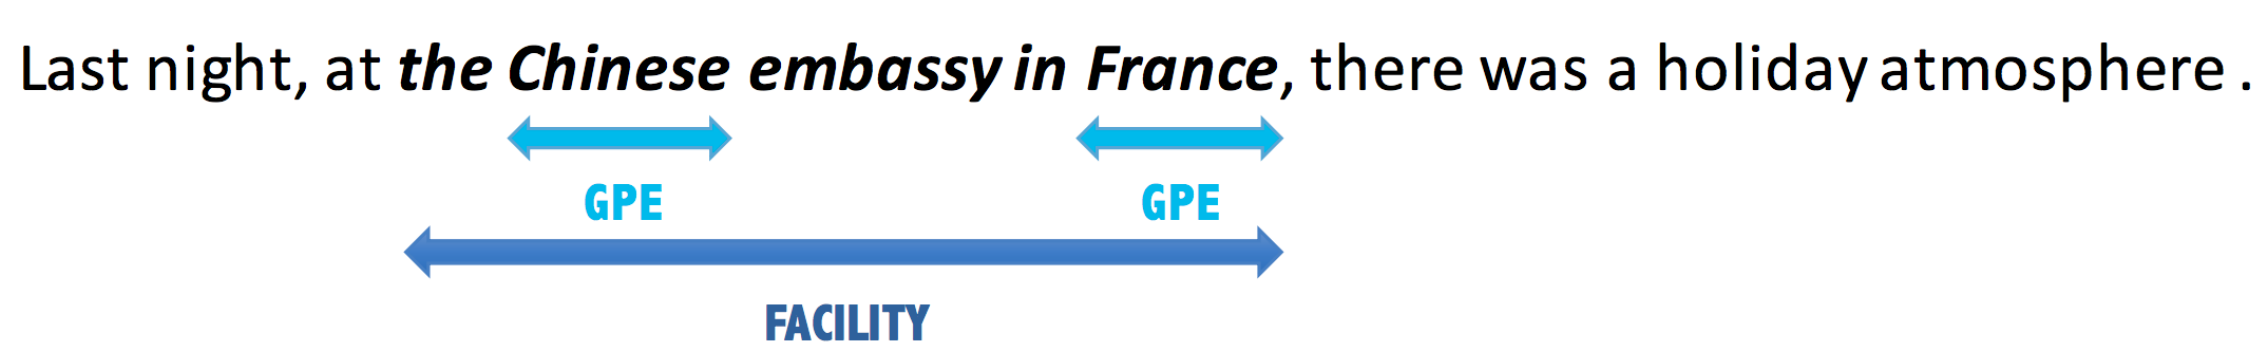 Last night, at the Chinese embassy in France, there was a holiday atmosphere .
GPE GPE
FACILITY